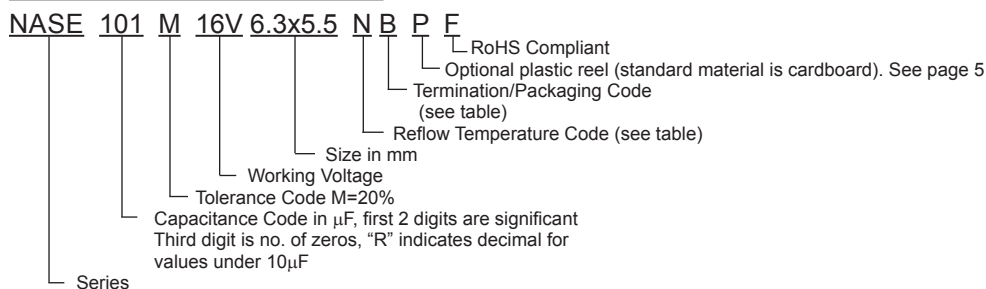 NASE 101 M 16V 6.3x5.5 N B P F
RoHS Compliant
Optional plastic reel (standard material is cardboard). See page 5
Termination/Packaging Code
(see table)
Reflow Temperature Code (see table)
Size in mm
Working Voltage
Tolerance Code M=20%
Capacitance Code in μF, first 2 digits are significant
Third digit is no. of zeros, “R” indicates decimal for
values under 10μF
Series